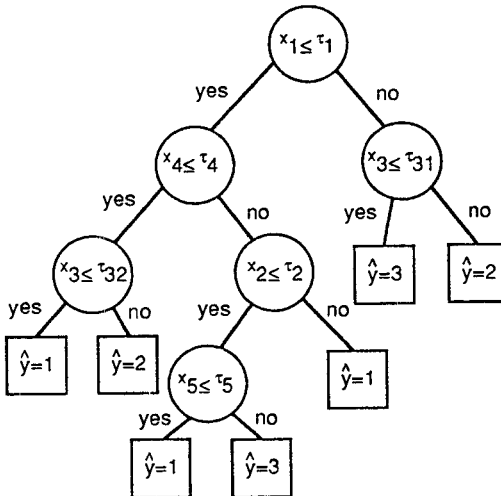 x₁≤ τ₁
yes
no
x₄≤ τ₄
x₃≤ τ₃₁
yes
no
yes
no
x₃≤ τ₃₂
x₂≤ τ₂
ŷ=3
ŷ=2
yes
no
yes
no
ŷ=1
ŷ=2
x₅≤ τ₅
ŷ=1
yes
no
ŷ=1
ŷ=3